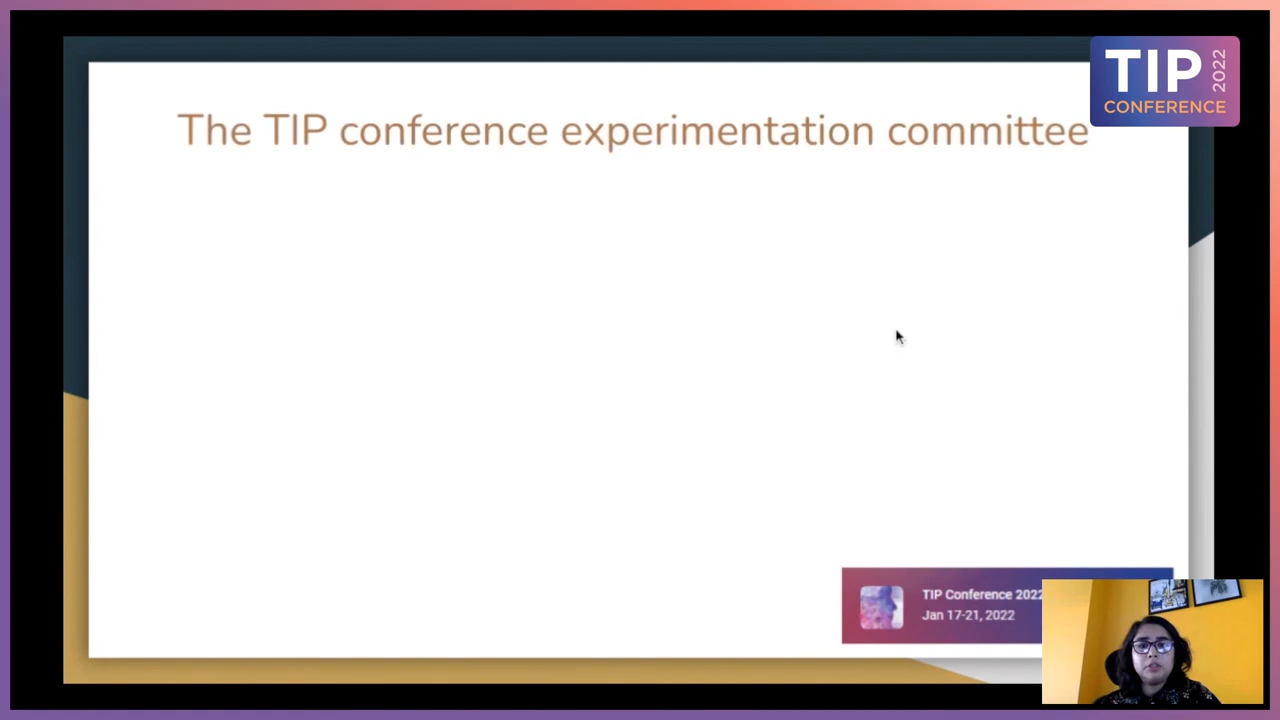 TIP 2022
CONFERENCE
The TIP conference experimentation committee
TIP Conference 2022
Jan 17-21, 2022